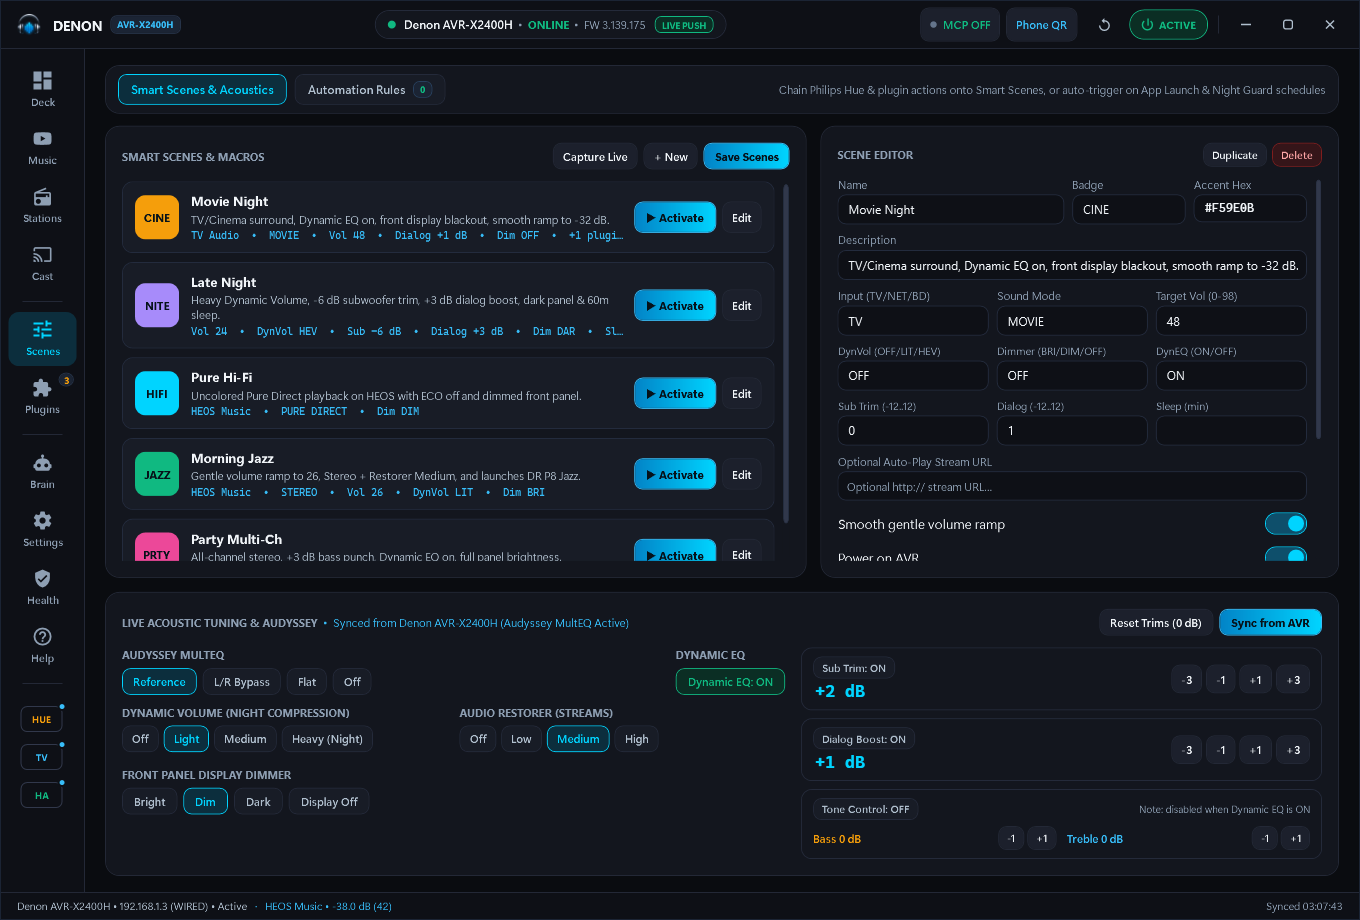 DENON AVR-X2400H
Denon AVR-X2400H • ONLINE • FW 3.139.175 LIVE PUSH
MCP OFF
Phone QR
ACTIVE
Deck
Music
Stations
Cast
Scenes
Plugins 3
Brain
Settings
Health
Help
HUE
TV
HA
Smart Scenes & Acoustics
Automation Rules 0
Chain Philips Hue & plugin actions onto Smart Scenes, or auto-trigger on App Launch & Night Guard schedules
SMART SCENES & MACROS
Capture Live
+ New
Save Scenes
CINE
Movie Night
TV/Cinema surround, Dynamic EQ on, front display blackout, smooth ramp to -32 dB.
TV Audio • MOVIE • Vol 48 • Dialog +1 dB • Dim OFF • +1 plugi…
▶ Activate
Edit
NITE
Late Night
Heavy Dynamic Volume, -6 dB subwoofer trim, +3 dB dialog boost, dark panel & 60m
sleep.
Vol 24 • DynVol HEV • Sub -6 dB • Dialog +3 dB • Dim DAR • Sl…
▶ Activate
Edit
HIFI
Pure Hi-Fi
Uncolored Pure Direct playback on HEOS with ECO off and dimmed front panel.
HEOS Music • PURE DIRECT • Dim DIM
▶ Activate
Edit
JAZZ
Morning Jazz
Gentle volume ramp to 26, Stereo + Restorer Medium, and launches DR P8 Jazz.
HEOS Music • STEREO • Vol 26 • DynVol LIT • Dim BRI
▶ Activate
Edit
PRTY
Party Multi-Ch
All-channel stereo, +3 dB bass punch, Dynamic EQ on, full panel brightness.
▶ Activate
Edit
SCENE EDITOR
Duplicate
Delete
Name
Badge
Accent Hex
Movie Night
CINE
#F59E0B
Description
TV/Cinema surround, Dynamic EQ on, front display blackout, smooth ramp to -32 dB.
Input (TV/NET/BD)
Sound Mode
Target Vol (0-98)
TV
MOVIE
48
DynVol (OFF/LIT/HEV)
Dimmer (BRI/DIM/OFF)
DynEQ (ON/OFF)
OFF
OFF
ON
Sub Trim (-12..12)
Dialog (-12..12)
Sleep (min)
0
1
Optional Auto-Play Stream URL
Optional http:// stream URL...
Smooth gentle volume ramp
Power on AVR
LIVE ACOUSTIC TUNING & AUDYSSEY • Synced from Denon AVR-X2400H (Audyssey MultEQ Active)
Reset Trims (0 dB)
Sync from AVR
AUDYSSEY MULTEQ
Reference
L/R Bypass
Flat
Off
DYNAMIC EQ
Dynamic EQ: ON
DYNAMIC VOLUME (NIGHT COMPRESSION)
Off
Light
Medium
Heavy (Night)
AUDIO RESTORER (STREAMS)
Off
Low
Medium
High
FRONT PANEL DISPLAY DIMMER
Bright
Dim
Dark
Display Off
Sub Trim: ON
+2 dB
-3
-1
+1
+3
Dialog Boost: ON
+1 dB
-3
-1
+1
+3
Tone Control: OFF
Note: disabled when Dynamic EQ is ON
Bass 0 dB
-1
+1
Treble 0 dB
-1
+1
Denon AVR-X2400H • 192.168.1.3 (WIRED) • Active · HEOS Music • -38.0 dB (42)
Synced 03:07:43